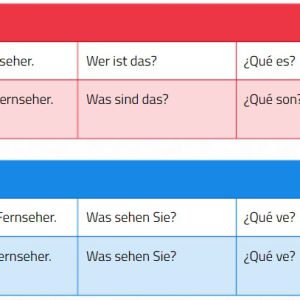 seher. Wer ist das? ¿Qué es?
ernseher. Was sind das? ¿Qué son?
Fernseher. Was sehen Sie? ¿Qué ve?
ernseher. Was sehen Sie? ¿Qué ve?